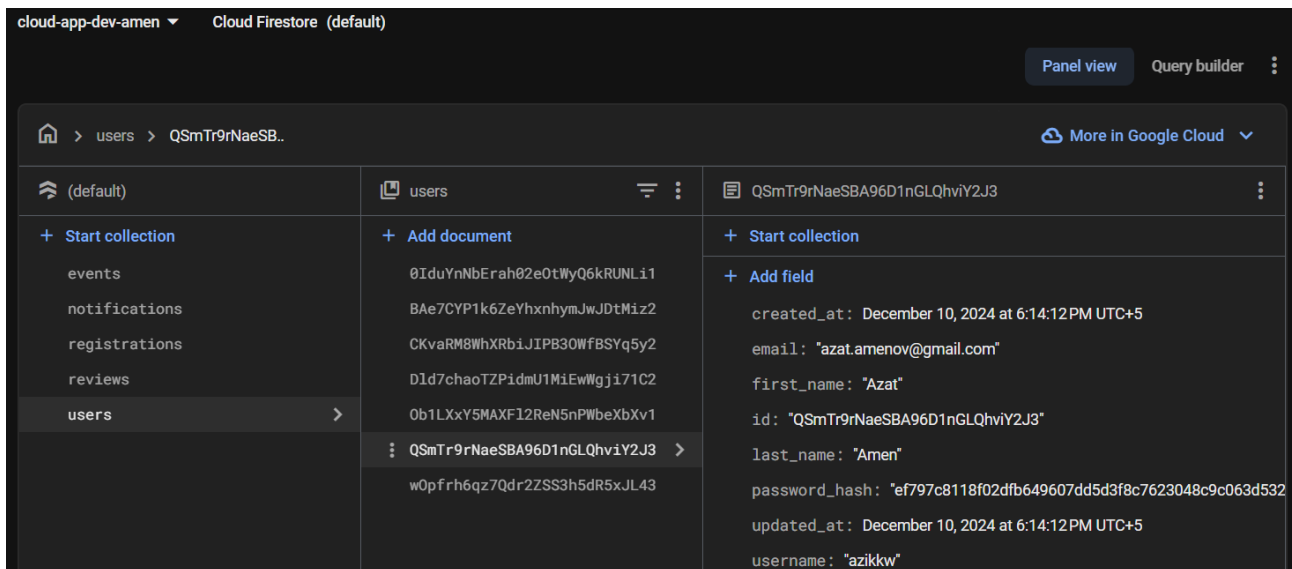 cloud-app-dev-amen Cloud Firestore (default)
Panel view Query builder
users QSmTr9rNaeSB..
More in Google Cloud
(default)
+ Start collection
events
notifications
registrations
reviews
users
users
+ Add document
0IduYnNbErah02eOtWyQ6kRUNLi1
BAe7CYP1k6ZeYhxnhymJwJDtMiz2
CKvaRM8WhXRbiJIPB3OWfBSYq5y2
Dld7chaoTZPidmU1MiEwWgji71C2
Ob1LXxY5MAXFl2ReN5nPWbeXbXv1
QSmTr9rNaeSBA96D1nGLQhviY2J3
wOpfrh6qz7Qdr2ZSS3h5dR5xJL43
QSmTr9rNaeSBA96D1nGLQhviY2J3
+ Start collection
+ Add field
created_at: December 10, 2024 at 6:14:12 PM UTC+5
email: "azat.amenov@gmail.com"
first_name: "Azat"
id: "QSmTr9rNaeSBA96D1nGLQhviY2J3"
last_name: "Amen"
password_hash: "ef797c8118f02dfb649607dd5d3f8c7623048c9c063d532
updated_at: December 10, 2024 at 6:14:12 PM UTC+5
username: "azikkw"